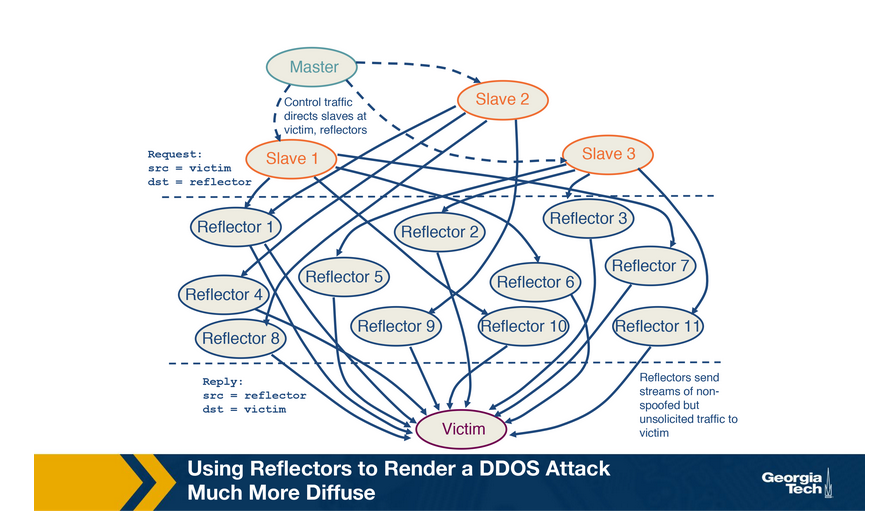 Master
Slave 2
Control traffic
directs slaves at
victim, reflectors
Request:
src = victim
dst = reflector
Slave 1
Slave 3
Reflector 1
Reflector 2
Reflector 3
Reflector 4
Reflector 5
Reflector 6
Reflector 7
Reflector 8
Reflector 9
Reflector 10
Reflector 11
Reply:
src = reflector
dst = victim
Reflectors send
streams of non-
spoofed but
unsolicited traffic to
victim
Victim
Using Reflectors to Render a DDOS Attack
Much More Diffuse
Georgia
Tech